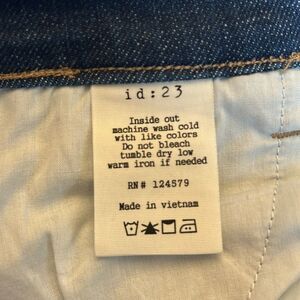 id:23
Inside out
machine wash cold
with like colors
Do not bleach
tumble dry low
warm iron if needed
RN# 124579
Made in vietnam